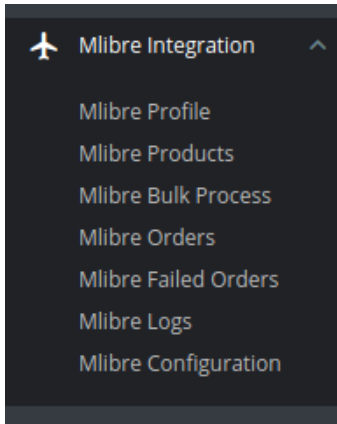 Mlibre Integration
Mlibre Profile
Mlibre Products
Mlibre Bulk Process
Mlibre Orders
Mlibre Failed Orders
Mlibre Logs
Mlibre Configuration